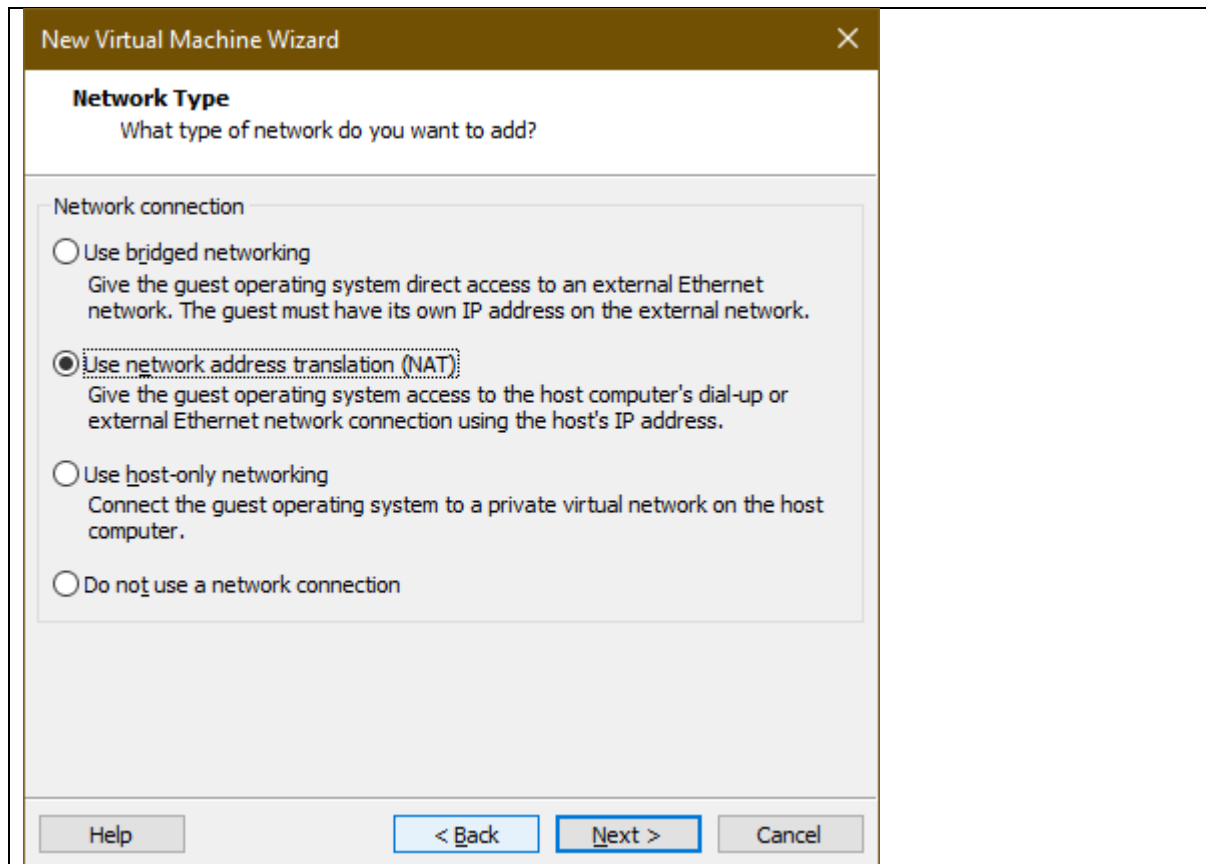 New Virtual Machine Wizard
Network Type
What type of network do you want to add?
Network connection
Use bridged networking
Give the guest operating system direct access to an external Ethernet
network. The guest must have its own IP address on the external network.
Use network address translation (NAT)
Give the guest operating system access to the host computer's dial-up or
external Ethernet network connection using the host's IP address.
Use host-only networking
Connect the guest operating system to a private virtual network on the host
computer.
Do not use a network connection
Help
< Back
Next >
Cancel